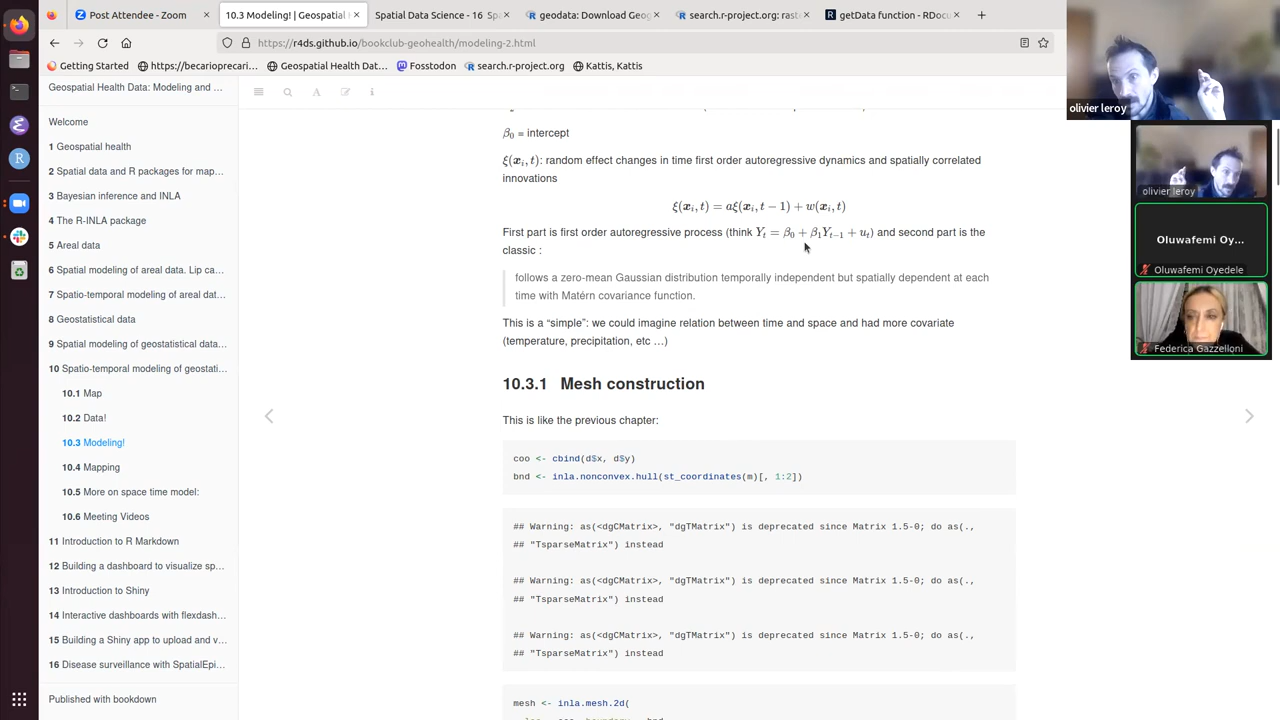 Post Attendee - Zoom
10.3 Modeling! | Geospatial
Spatial Data Science - 16 Sp
geodata: Download Geog
search.r-project.org: raste
getData function - RDocu
https://r4ds.github.io/bookclub-geohealth/modeling-2.html
Getting Started
https://becarioprecari...
Geospatial Health Dat...
Fosstodon
search.r-project.org
Kattis, Kattis
Geospatial Health Data: Modeling and ...
Welcome
1 Geospatial health
2 Spatial data and R packages for map...
3 Bayesian inference and INLA
4 The R-INLA package
5 Areal data
6 Spatial modeling of areal data. Lip ca...
7 Spatio-temporal modeling of areal dat...
8 Geostatistical data
9 Spatial modeling of geostatistical data...
10 Spatio-temporal modeling of geostati...
10.1 Map
10.2 Data!
10.3 Modeling!
10.4 Mapping
10.5 More on space time model:
10.6 Meeting Videos
11 Introduction to R Markdown
12 Building a dashboard to visualize sp...
13 Introduction to Shiny
14 Interactive dashboards with flexdash...
15 Building a Shiny app to upload and v...
16 Disease surveillance with SpatialEpi...
Published with bookdown
β0 = intercept
ξ(xi, t): random effect changes in time first order autoregressive dynamics and spatially correlated
innovations
ξ(xi, t) = aξ(xi, t − 1) + w(xi, t)
First part is first order autoregressive process (think Yt = β0 + β1Yt−1 + ut) and second part is the
classic :
follows a zero-mean Gaussian distribution temporally independent but spatially dependent at each
time with Matérn covariance function.
This is a “simple”: we could imagine relation between time and space and had more covariate
(temperature, precipitation, etc …)
10.3.1 Mesh construction
This is like the previous chapter:
coo <- cbind(d$x, d$y)
bnd <- inla.nonconvex.hull(st_coordinates(m)[, 1:2])
## Warning: as(<dgCMatrix>, "dgTMatrix") is deprecated since Matrix 1.5-0; do as(.,
## "TsparseMatrix") instead
## Warning: as(<dgCMatrix>, "dgTMatrix") is deprecated since Matrix 1.5-0; do as(.,
## "TsparseMatrix") instead
## Warning: as(<dgCMatrix>, "dgTMatrix") is deprecated since Matrix 1.5-0; do as(.,
## "TsparseMatrix") instead
mesh <- inla.mesh.2d(
olivier leroy
olivier leroy
Oluwafemi Oy...
Oluwafemi Oyedele
Federica Gazzelloni